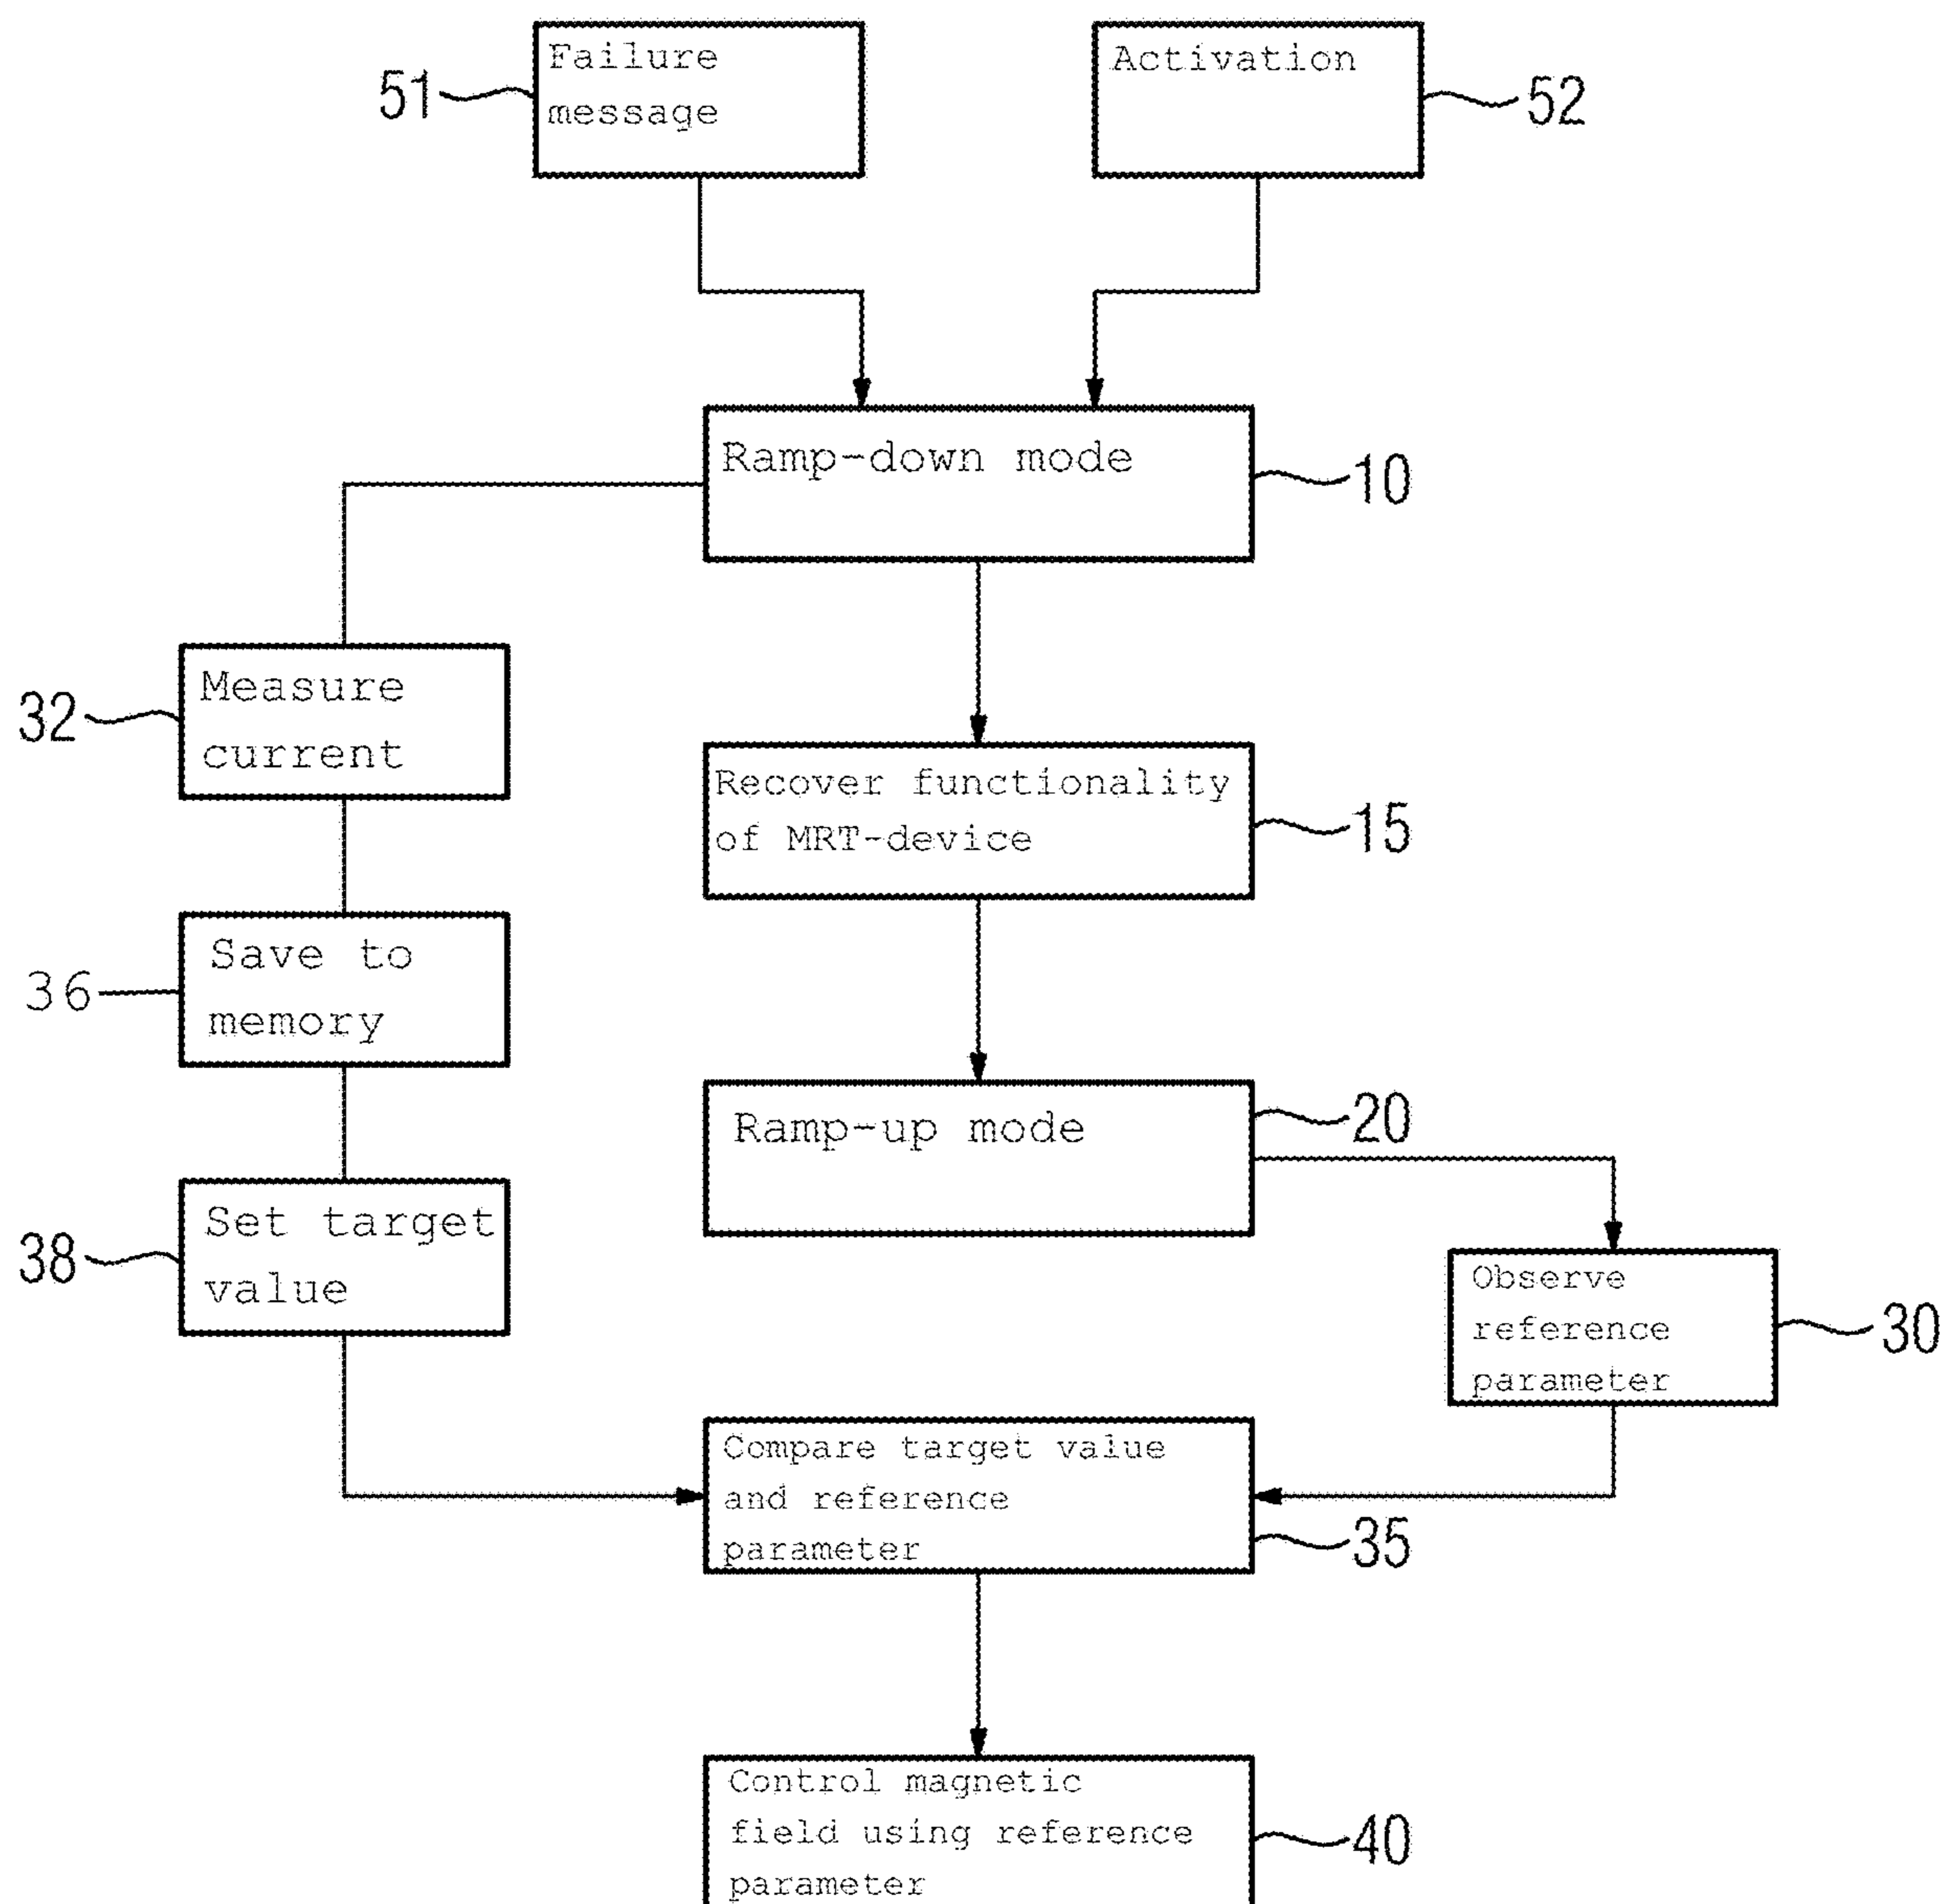 Failure
message
51
Activation
52
Ramp-down mode
10
Measure
current
32
Recover functionality
of MRT-device
15
Save to
memory
36
Ramp-up mode
20
Set target
value
38
Observe
reference
parameter
30
Compare target value
and reference
parameter
35
Control magnetic
field using reference
parameter
40